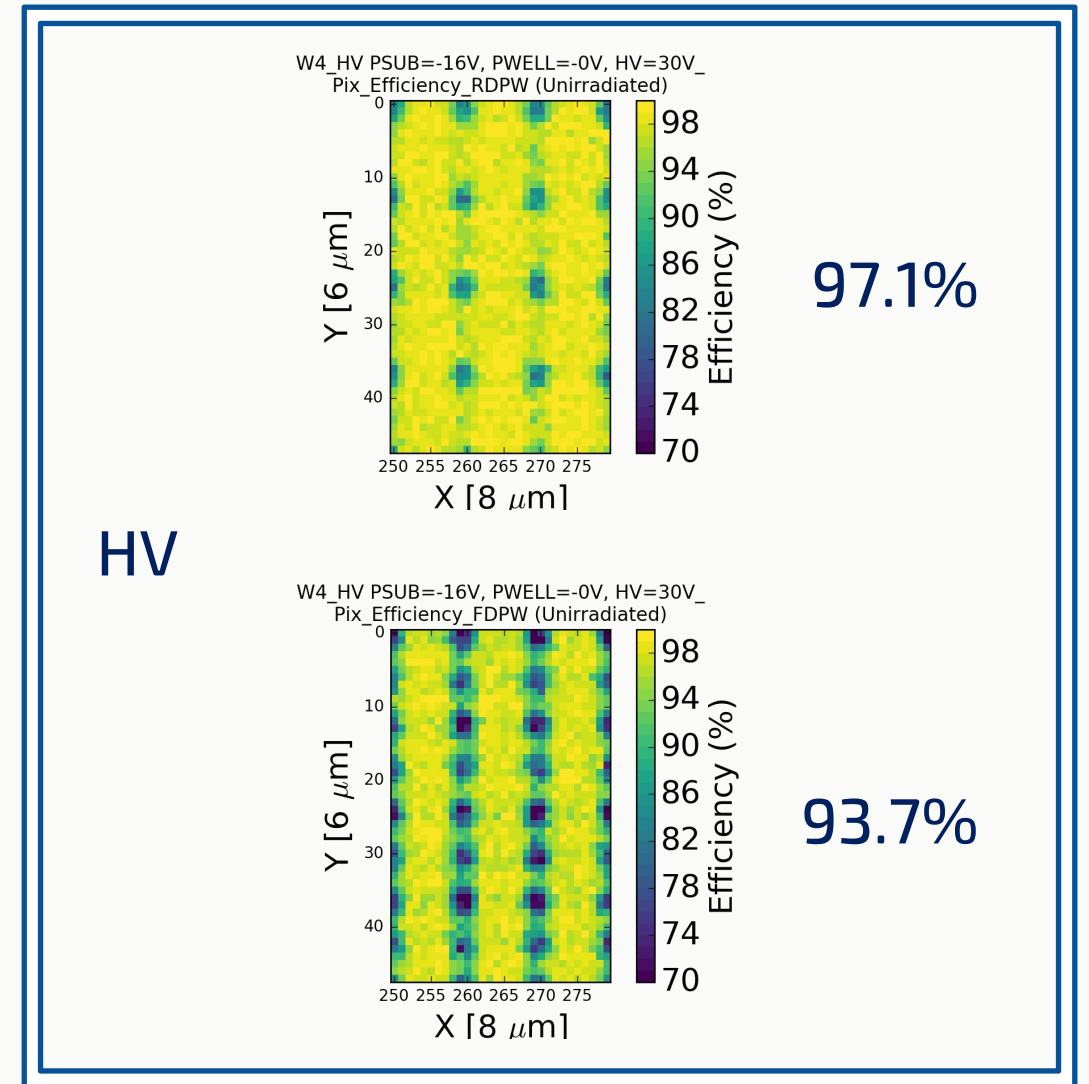 W4_HV PSUB=-16V, PWELL=-0V, HV=30V_
Pix_Efficiency_RDPW (Unirradiated)
0
10
20
30
40
Y [6 μm]
250 255 260 265 270 275
X [8 μm]
98
94
90
86
82
78
74
70
Efficiency (%)
97.1%
HV
W4_HV PSUB=-16V, PWELL=-0V, HV=30V_
Pix_Efficiency_FDPW (Unirradiated)
0
10
20
30
40
Y [6 μm]
250 255 260 265 270 275
X [8 μm]
98
94
90
86
82
78
74
70
Efficiency (%)
93.7%